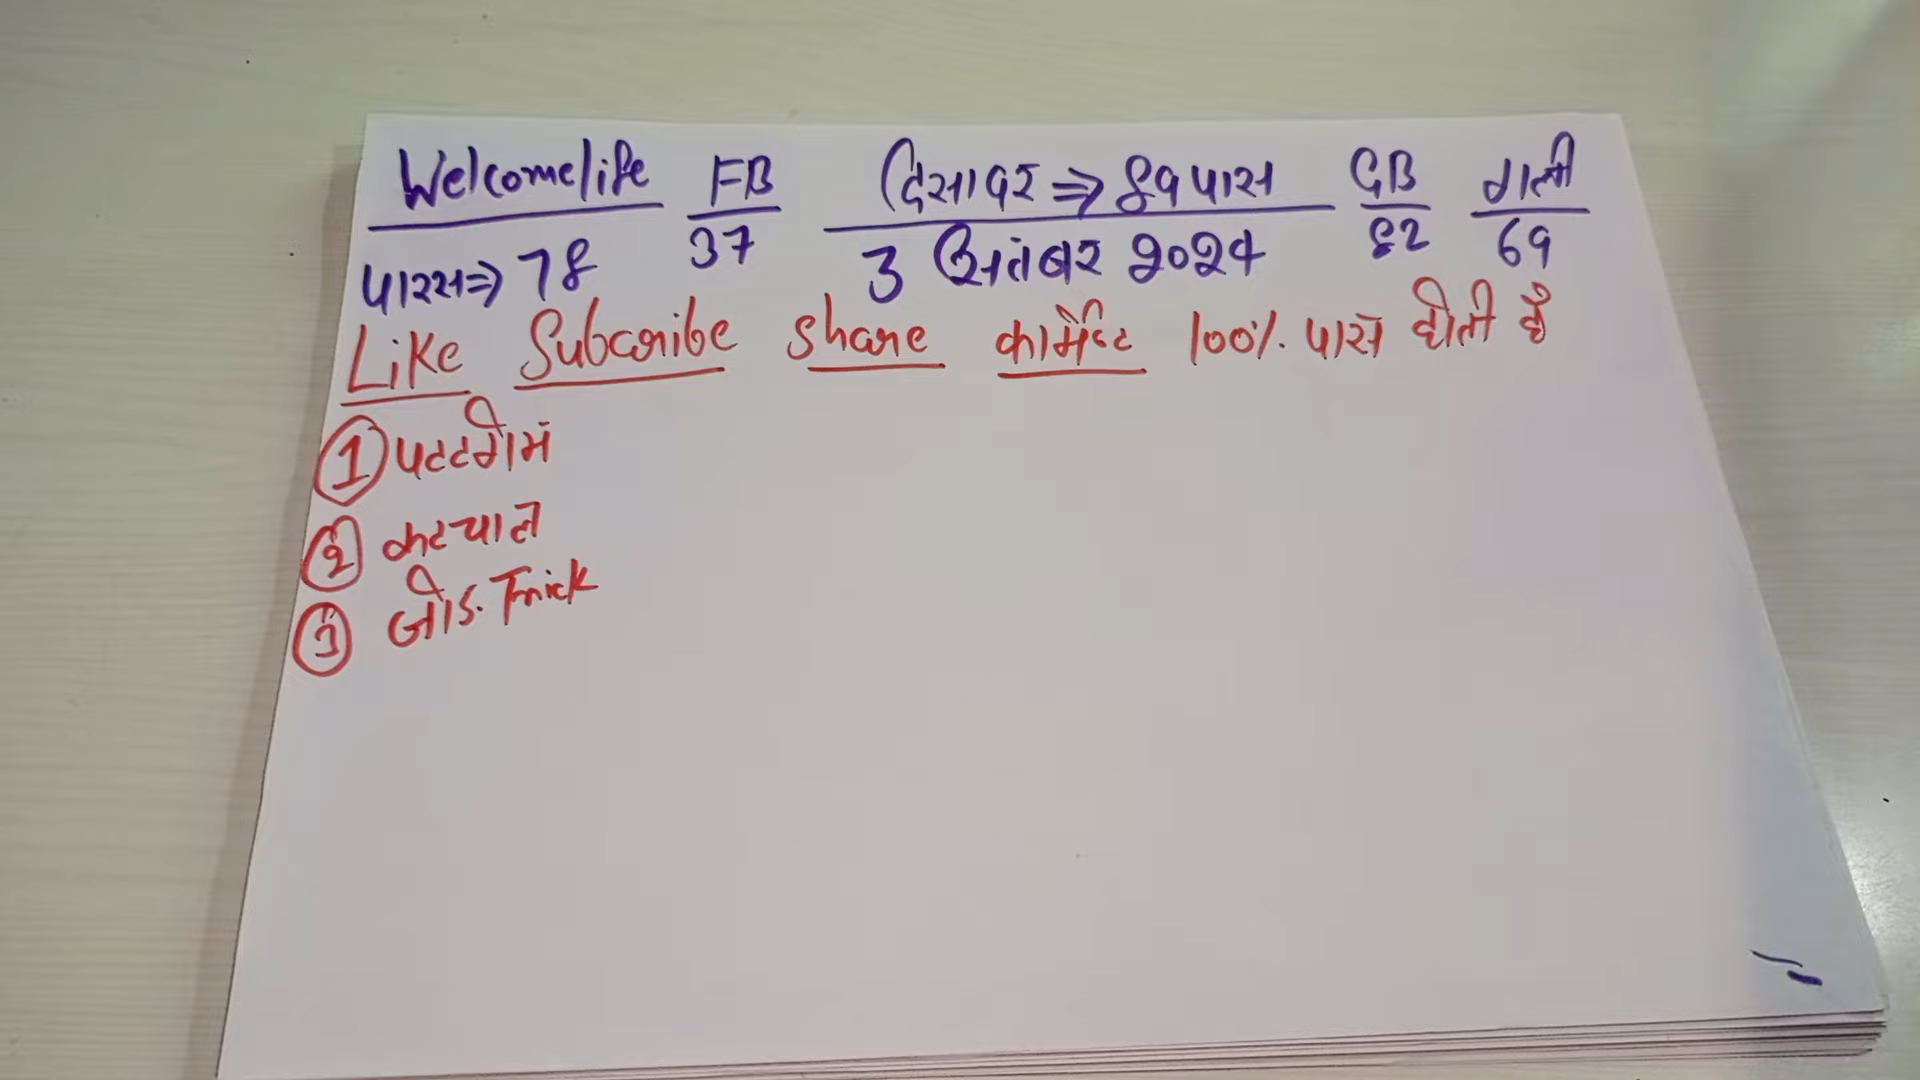 Welcomelife FB दिसावर ⇒ 89 पास GB गली
पारस ⇒ 78 37 3 सितंबर 2024 82 69
Like Subcribe Share कामेंट 100% पास होती है
① पटटीगेम
② कटचाल
③ जोड. Trick